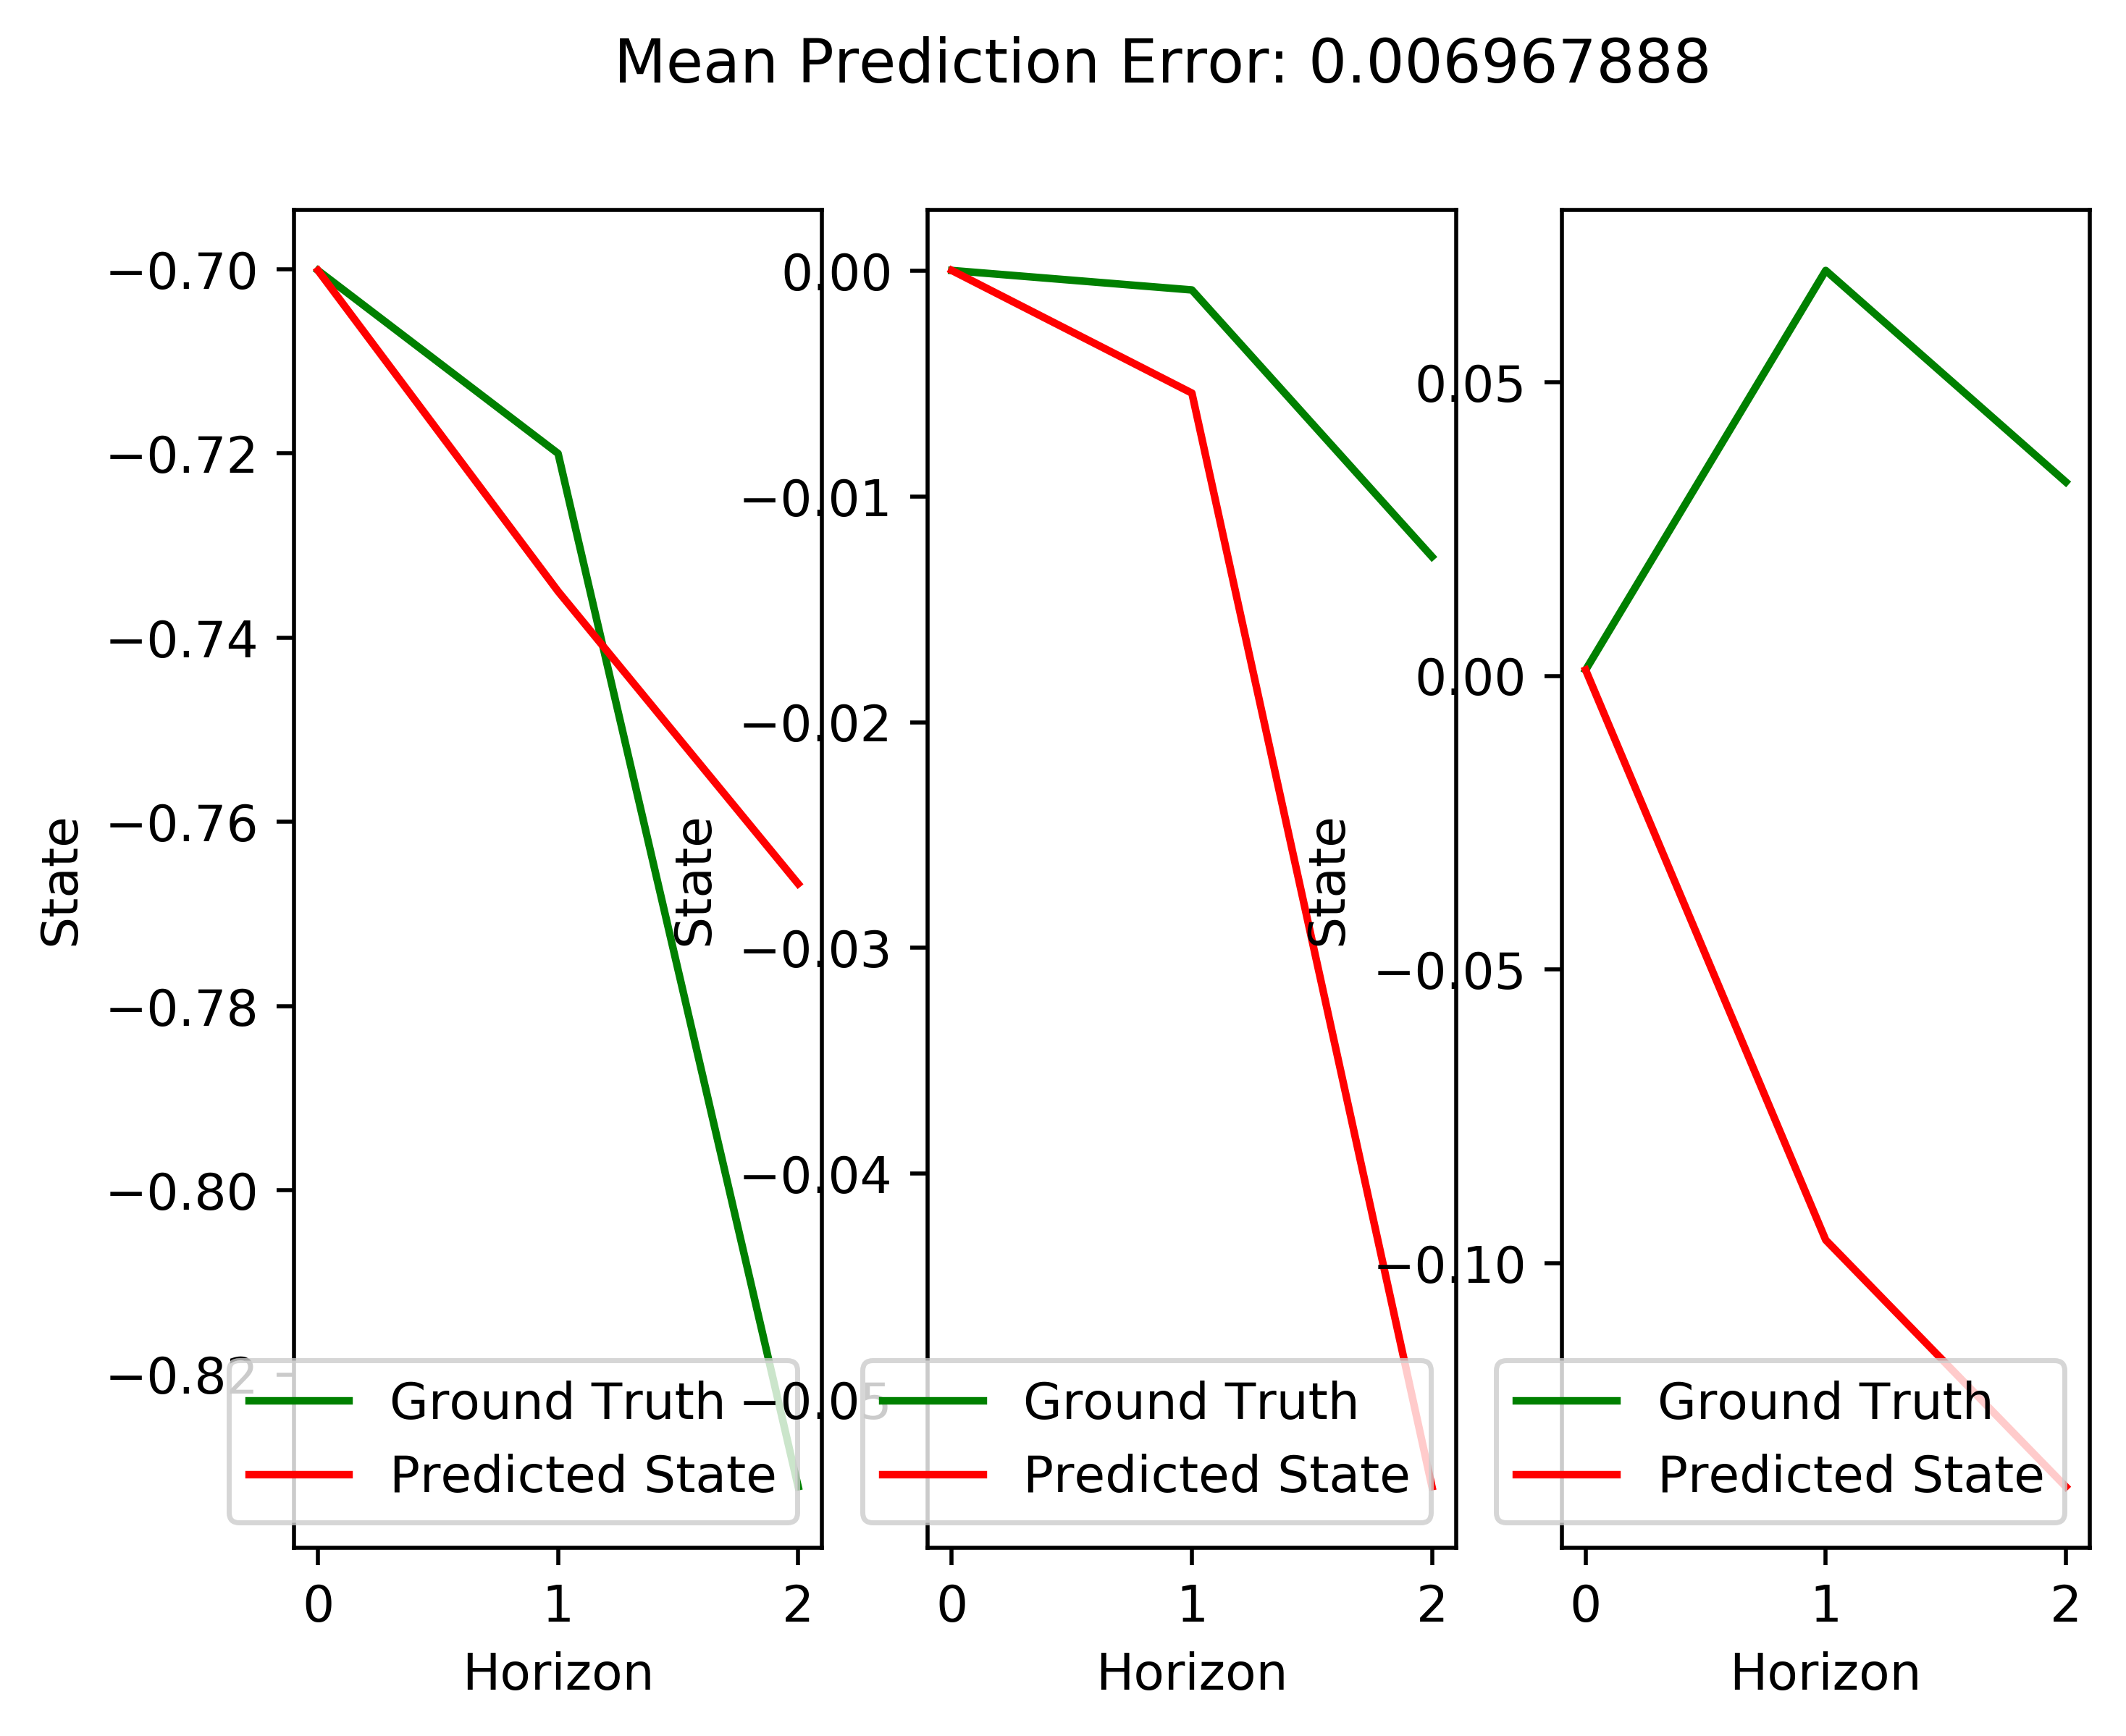 Mean Prediction Error: 0.006967888
State
−0.70
−0.72
−0.74
−0.76
−0.78
−0.80
−0.82
Ground Truth
Predicted State
0 1 2
Horizon
State
0.00
−0.01
−0.02
−0.03
−0.04
−0.05
Ground Truth
Predicted State
0 1 2
Horizon
State
0.05
0.00
−0.05
−0.10
Ground Truth
Predicted State
0 1 2
Horizon